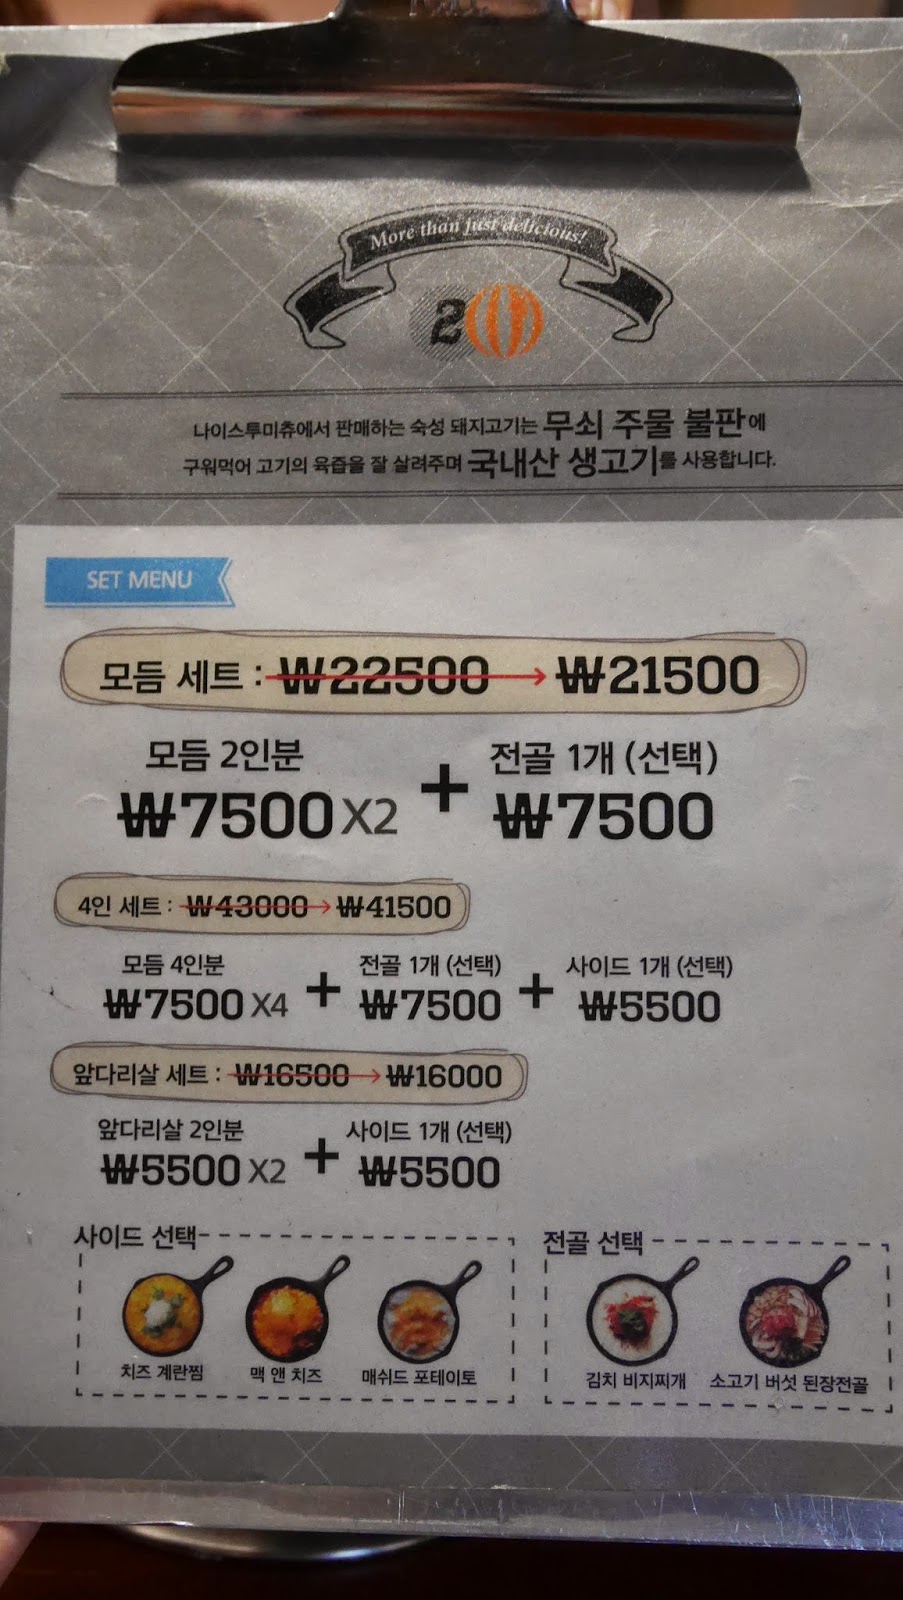 More than just delicious!
2
나이스투미츄에서 판매하는 숙성 돼지고기는 무쇠 주물 불판에
구워먹어 고기의 육즙을 잘 살려주며 국내산 생고기를 사용합니다.
SET MENU
모듬 세트 : ₩22500 → ₩21500
모듬 2인분 + 전골 1개 (선택)
₩7500 X2 ₩7500
4인 세트 : ₩43000 → ₩41500
모듬 4인분 + 전골 1개 (선택) + 사이드 1개 (선택)
₩7500 X4 ₩7500 ₩5500
앞다리살 세트 : ₩16500 → ₩16000
앞다리살 2인분 + 사이드 1개 (선택)
₩5500 X2 ₩5500
사이드 선택
치즈 계란찜 맥 앤 치즈 매쉬드 포테이토
전골 선택
김치 비지찌개 소고기 버섯 된장전골